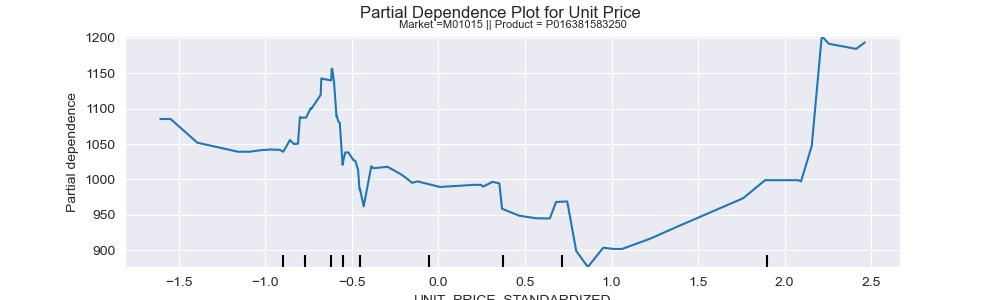 Partial Dependence Plot for Unit Price
Market =M01015 || Product = P016381583250
1200
1150
1100
1050
1000
950
900
Partial dependence
−1.5 −1.0 −0.5 0.0 0.5 1.0 1.5 2.0 2.5
UNIT_PRICE_STANDARDIZED